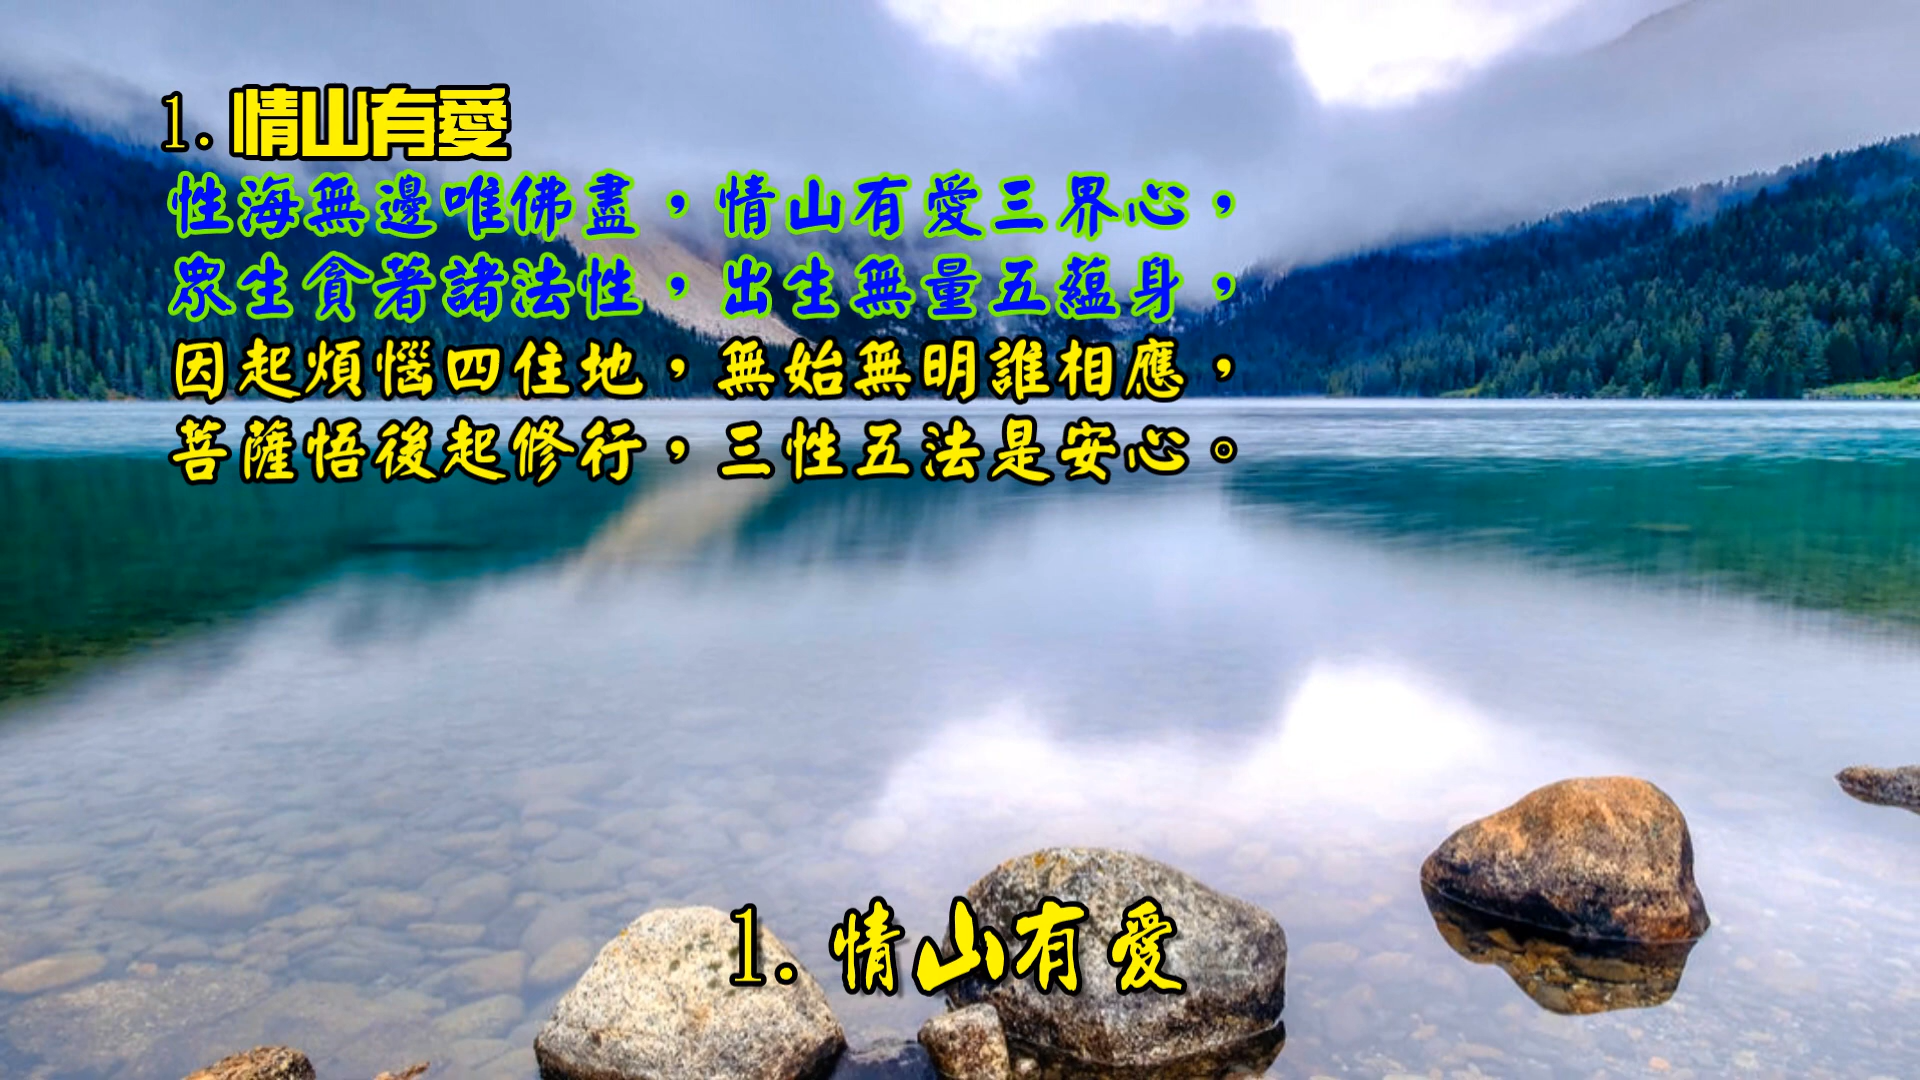 1.情山有愛
性海無邊唯佛盡，情山有愛三界心，
眾生貪著諸法性，出生無量五蘊身，
因起煩惱四住地，無始無明誰相應，
菩薩悟後起修行，三性五法是安心。
1.情山有愛